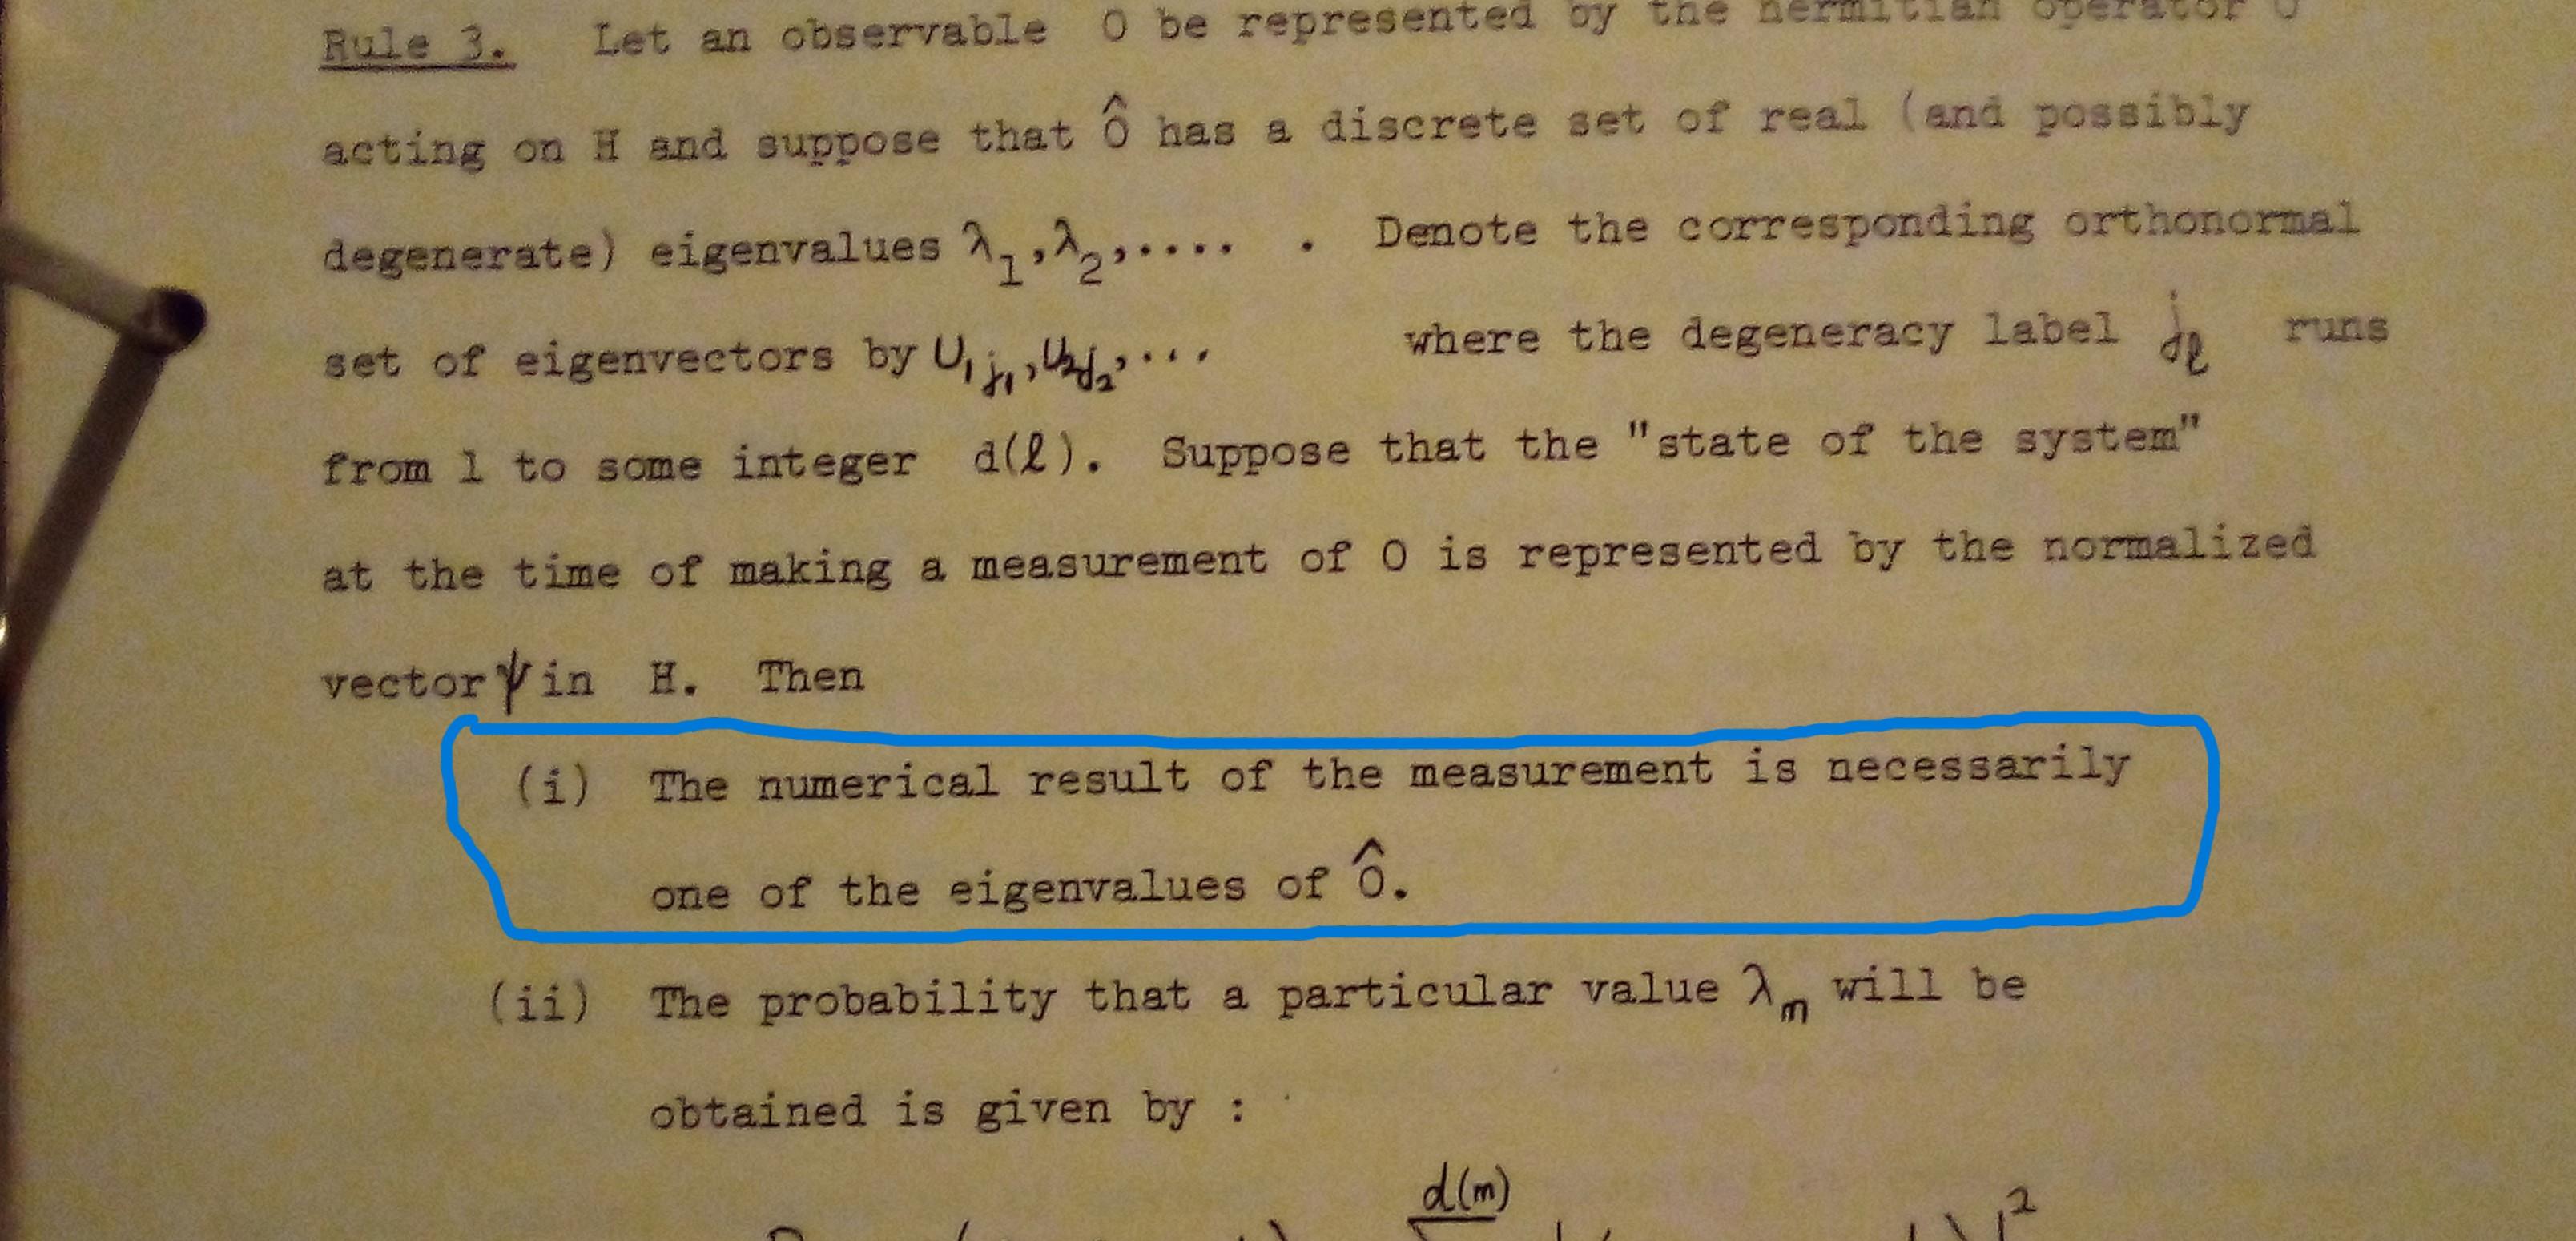 Rule 3. Let an observable O be represented by the hermitian operator O
acting on H and suppose that Ô has a discrete set of real (and possibly
degenerate) eigenvalues λ₁,λ₂,.... . Denote the corresponding orthonormal
set of eigenvectors by U₁ⱼ₁,U₂ⱼ₂,... where the degeneracy label jℓ runs
from 1 to some integer d(ℓ). Suppose that the "state of the system"
at the time of making a measurement of O is represented by the normalized
vector ψ in H. Then
(i) The numerical result of the measurement is necessarily
one of the eigenvalues of Ô.
(ii) The probability that a particular value λₘ will be
obtained is given by :
d(m)
2